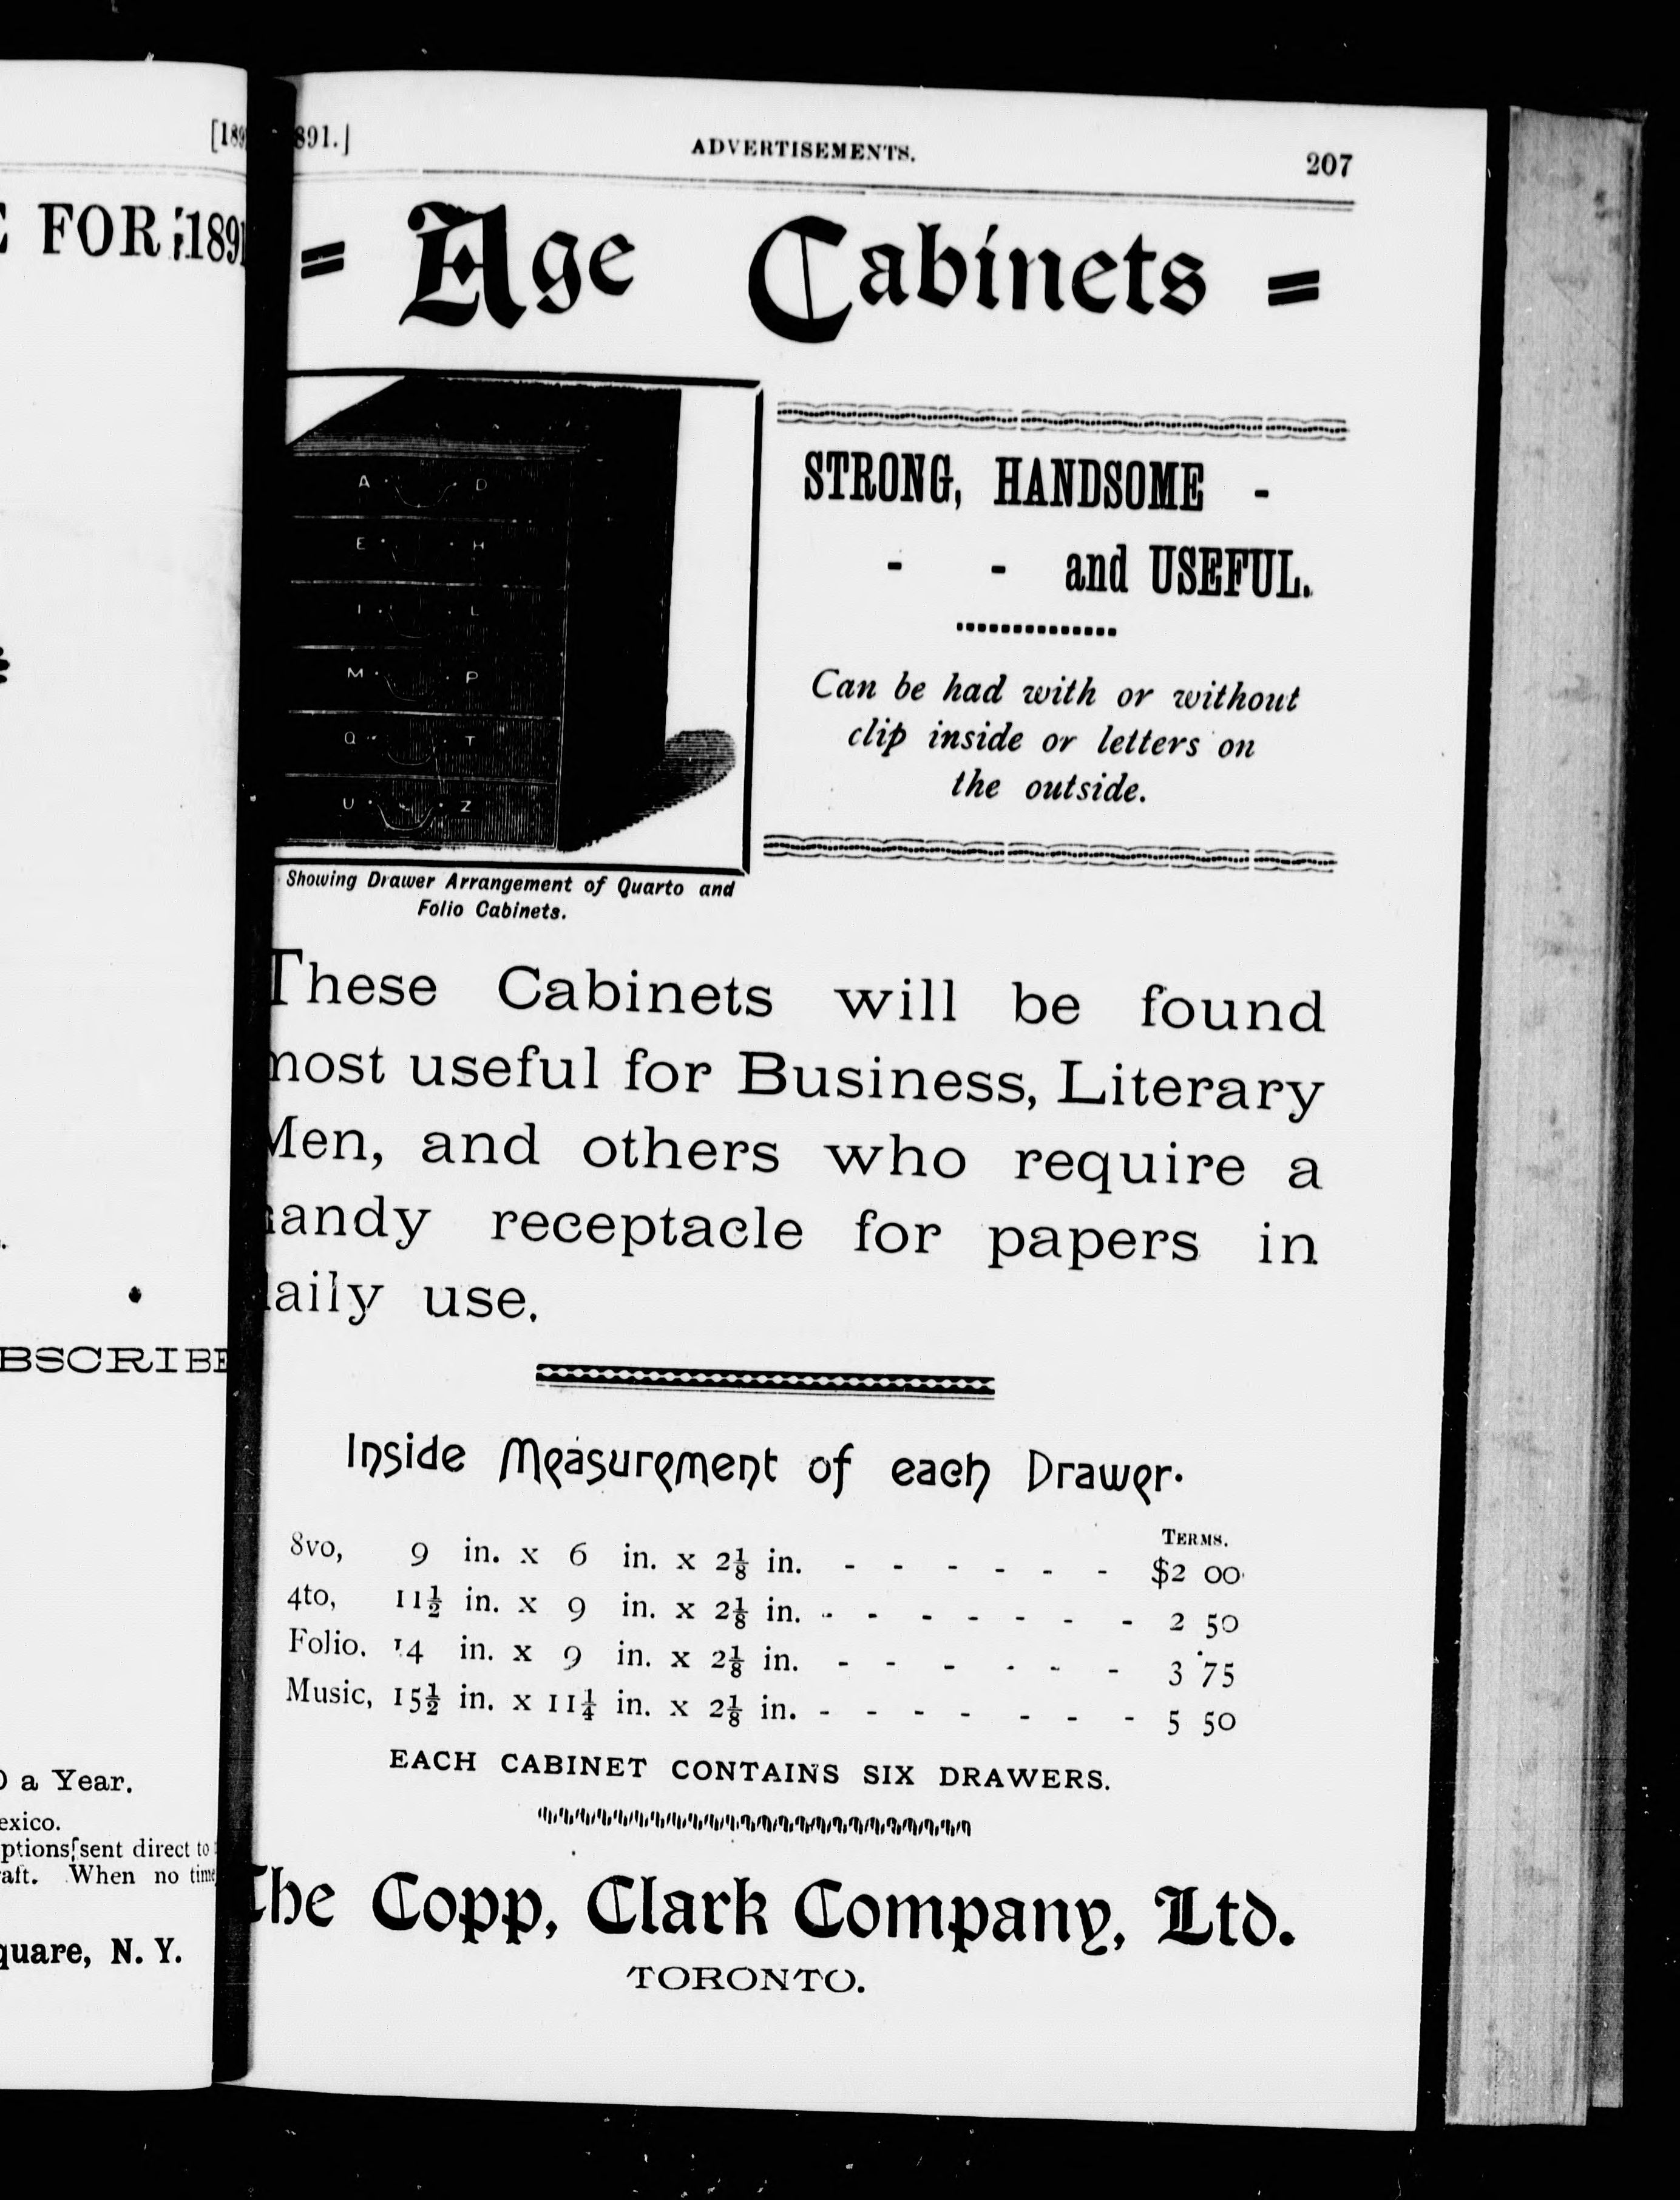 FOR 1891
BSCRIBE
a Year.
exico.
ptions sent direct to
aft. When no time
quare, N. Y.
891.]
ADVERTISEMENTS.
207
= Age Cabinets =
A D
E H
I L
M P
Q T
U Z
Showing Drawer Arrangement of Quarto and
Folio Cabinets.
STRONG, HANDSOME -
- - and USEFUL.
Can be had with or without
clip inside or letters on
the outside.
These Cabinets will be found
most useful for Business, Literary
Men, and others who require a
handy receptacle for papers in
daily use.
Inside Measurement of each Drawer.
TERMS.
8vo, 9 in. x 6 in. x 2⅛ in. - - - - - - $2 00
4to, 11½ in. x 9 in. x 2⅛ in. - - - - - - - 2 50
Folio. 14 in. x 9 in. x 2⅛ in. - - - - - - 3 75
Music, 15½ in. x 11¼ in. x 2⅛ in. - - - - - - - 5 50
EACH CABINET CONTAINS SIX DRAWERS.
The Copp, Clark Company, Ltd.
TORONTO.